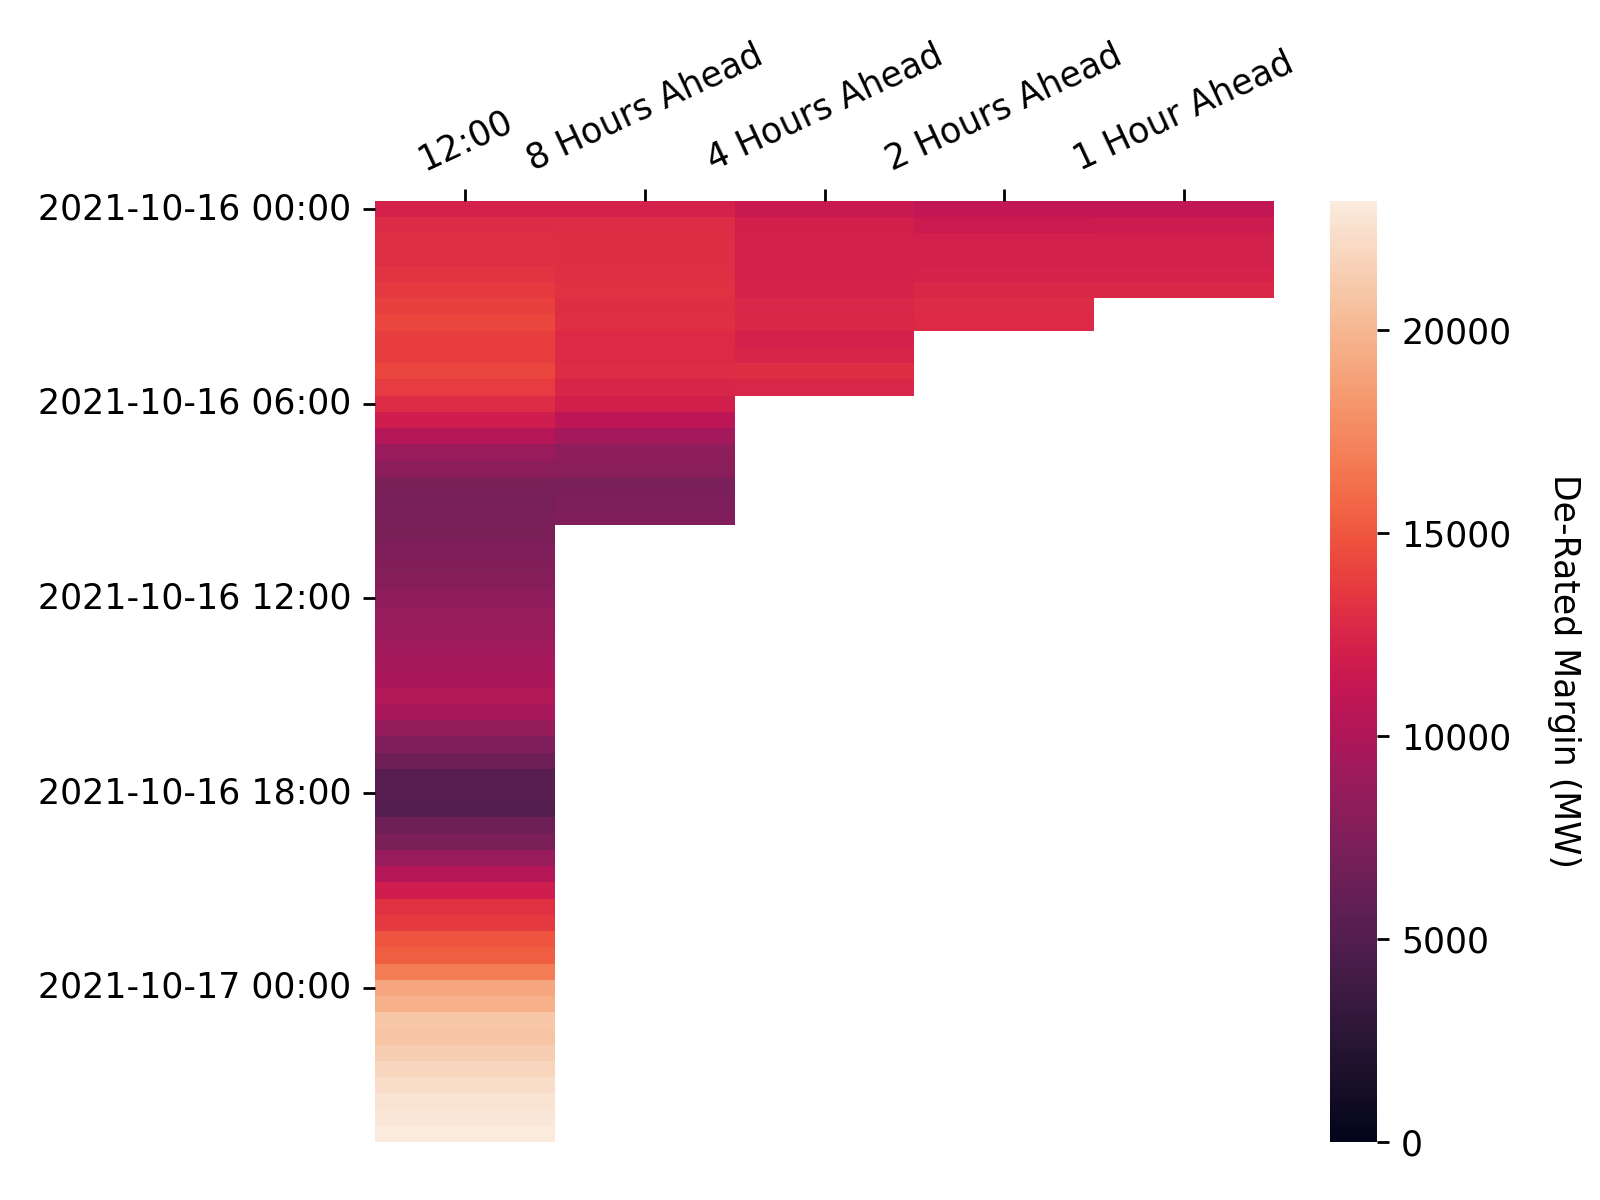 12:00
8 Hours Ahead
4 Hours Ahead
2 Hours Ahead
1 Hour Ahead
2021-10-16 00:00
2021-10-16 06:00
2021-10-16 12:00
2021-10-16 18:00
2021-10-17 00:00
20000
15000
10000
5000
0
De-Rated Margin (MW)